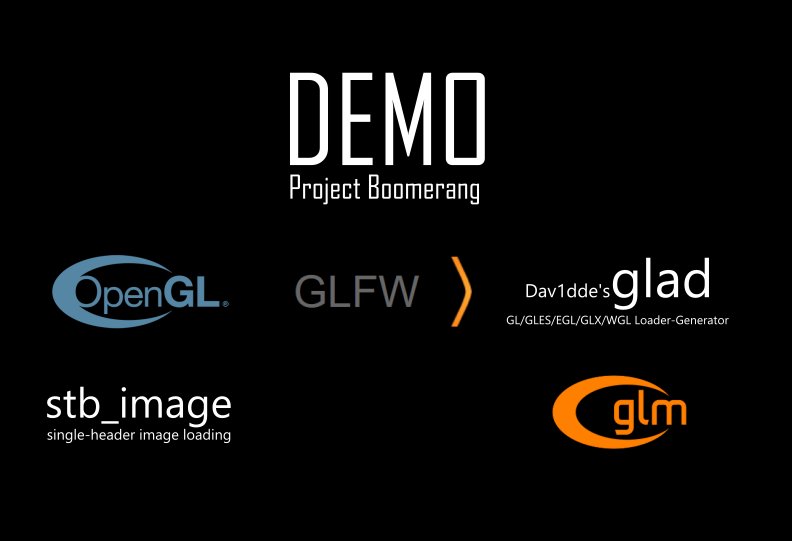 DEMO
Project Boomerang
OpenGL®
GLFW
Dav1dde's glad
GL/GLES/EGL/GLX/WGL Loader-Generator
stb_image
single-header image loading
glm